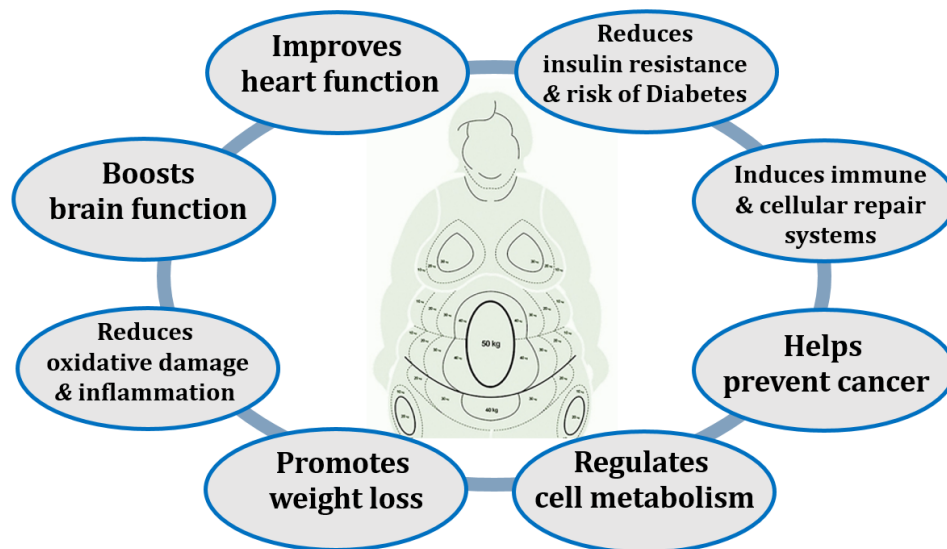 Improves
heart function
Reduces
insulin resistance
& risk of Diabetes
Boosts
brain function
Induces immune
& cellular repair
systems
Reduces
oxidative damage
& inflammation
50 kg
Helps
prevent cancer
40 kg
Promotes
weight loss
Regulates
cell metabolism